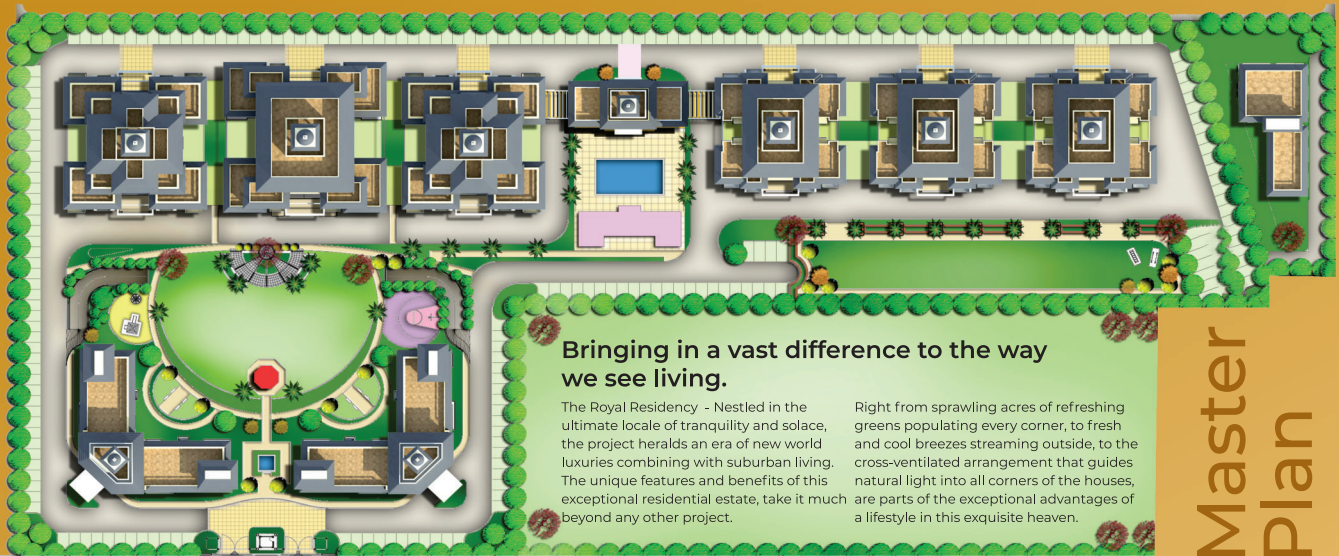 Bringing in a vast difference to the way
we see living.
The Royal Residency - Nestled in the
ultimate locale of tranquility and solace,
the project heralds an era of new world
luxuries combining with suburban living.
The unique features and benefits of this
exceptional residential estate, take it much
beyond any other project.
Right from sprawling acres of refreshing
greens populating every corner, to fresh
and cool breezes streaming outside, to the
cross-ventilated arrangement that guides
natural light into all corners of the houses,
are parts of the exceptional advantages of
a lifestyle in this exquisite heaven.
Master
Plan